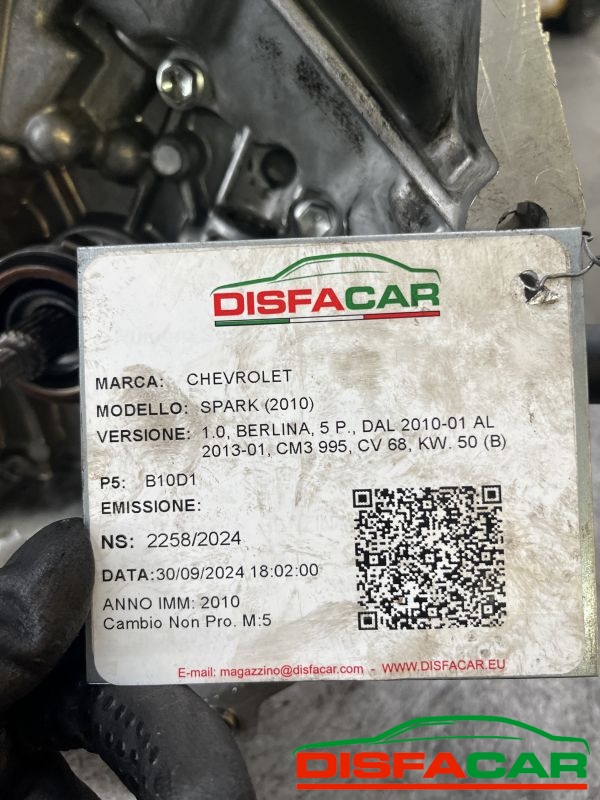 DISFACAR
MARCA: CHEVROLET
MODELLO: SPARK (2010)
VERSIONE: 1.0, BERLINA, 5 P., DAL 2010-01 AL
2013-01, CM3 995, CV 68, KW. 50 (B)
P5: B10D1
EMISSIONE:
NS: 2258/2024
DATA:30/09/2024 18:02:00
ANNO IMM: 2010
Cambio Non Pro. M:5
E-mail: magazzino@disfacar.com - WWW.DISFACAR.EU
DISFACAR